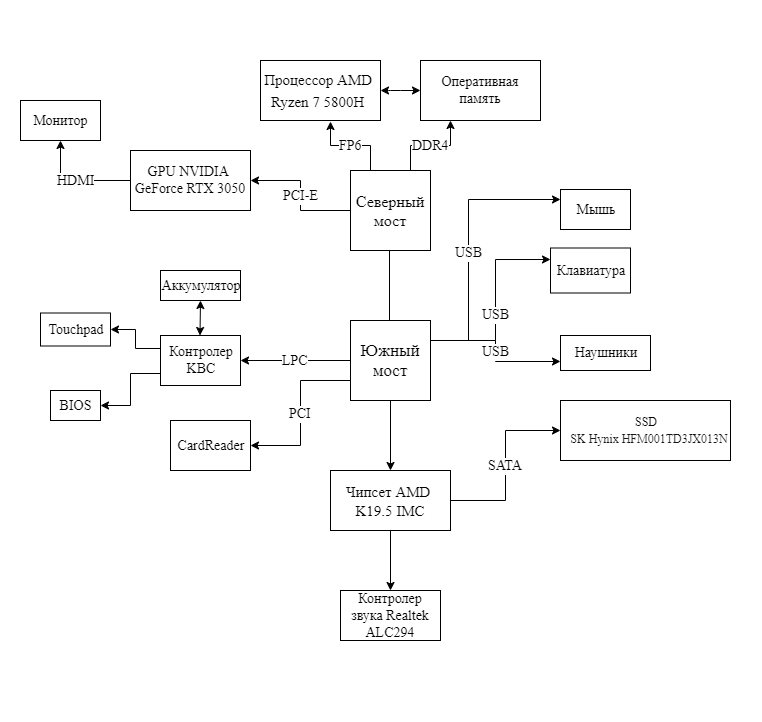 Процессор AMD
Ryzen 7 5800H
Оперативная
память
Монитор
FP6
DDR4
HDMI
GPU NVIDIA
GeForce RTX 3050
PCI-E
Северный
мост
Мышь
USB
Клавиатура
Аккумулятор
USB
Touchpad
Контролер
KBC
LPC
Южный
мост
USB
Наушники
BIOS
PCI
CardReader
SSD
SK Hynix HFM001TD3JX013N
SATA
Чипсет AMD
K19.5 IMC
Контролер
звука Realtek
ALC294